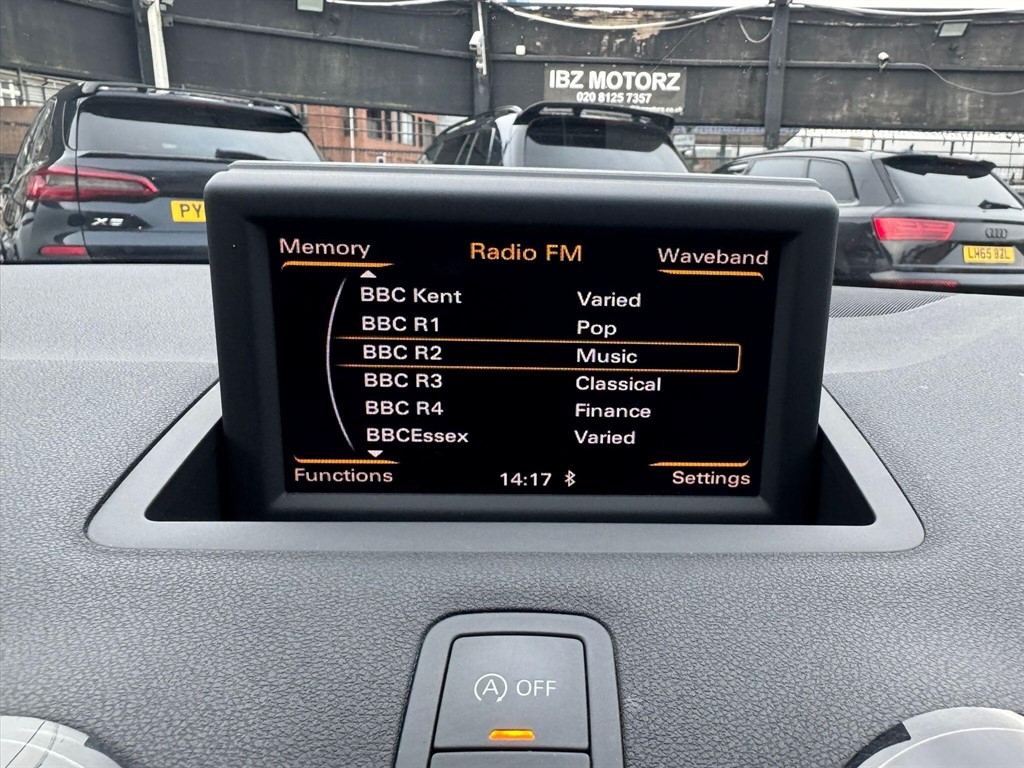 IBZ MOTORZ
020 8125 7357
PY
X5
LH65 BZL
Memory Radio FM Waveband
BBC Kent Varied
BBC R1 Pop
BBC R2 Music
BBC R3 Classical
BBC R4 Finance
BBCEssex Varied
Functions 14:17 Settings
A OFF